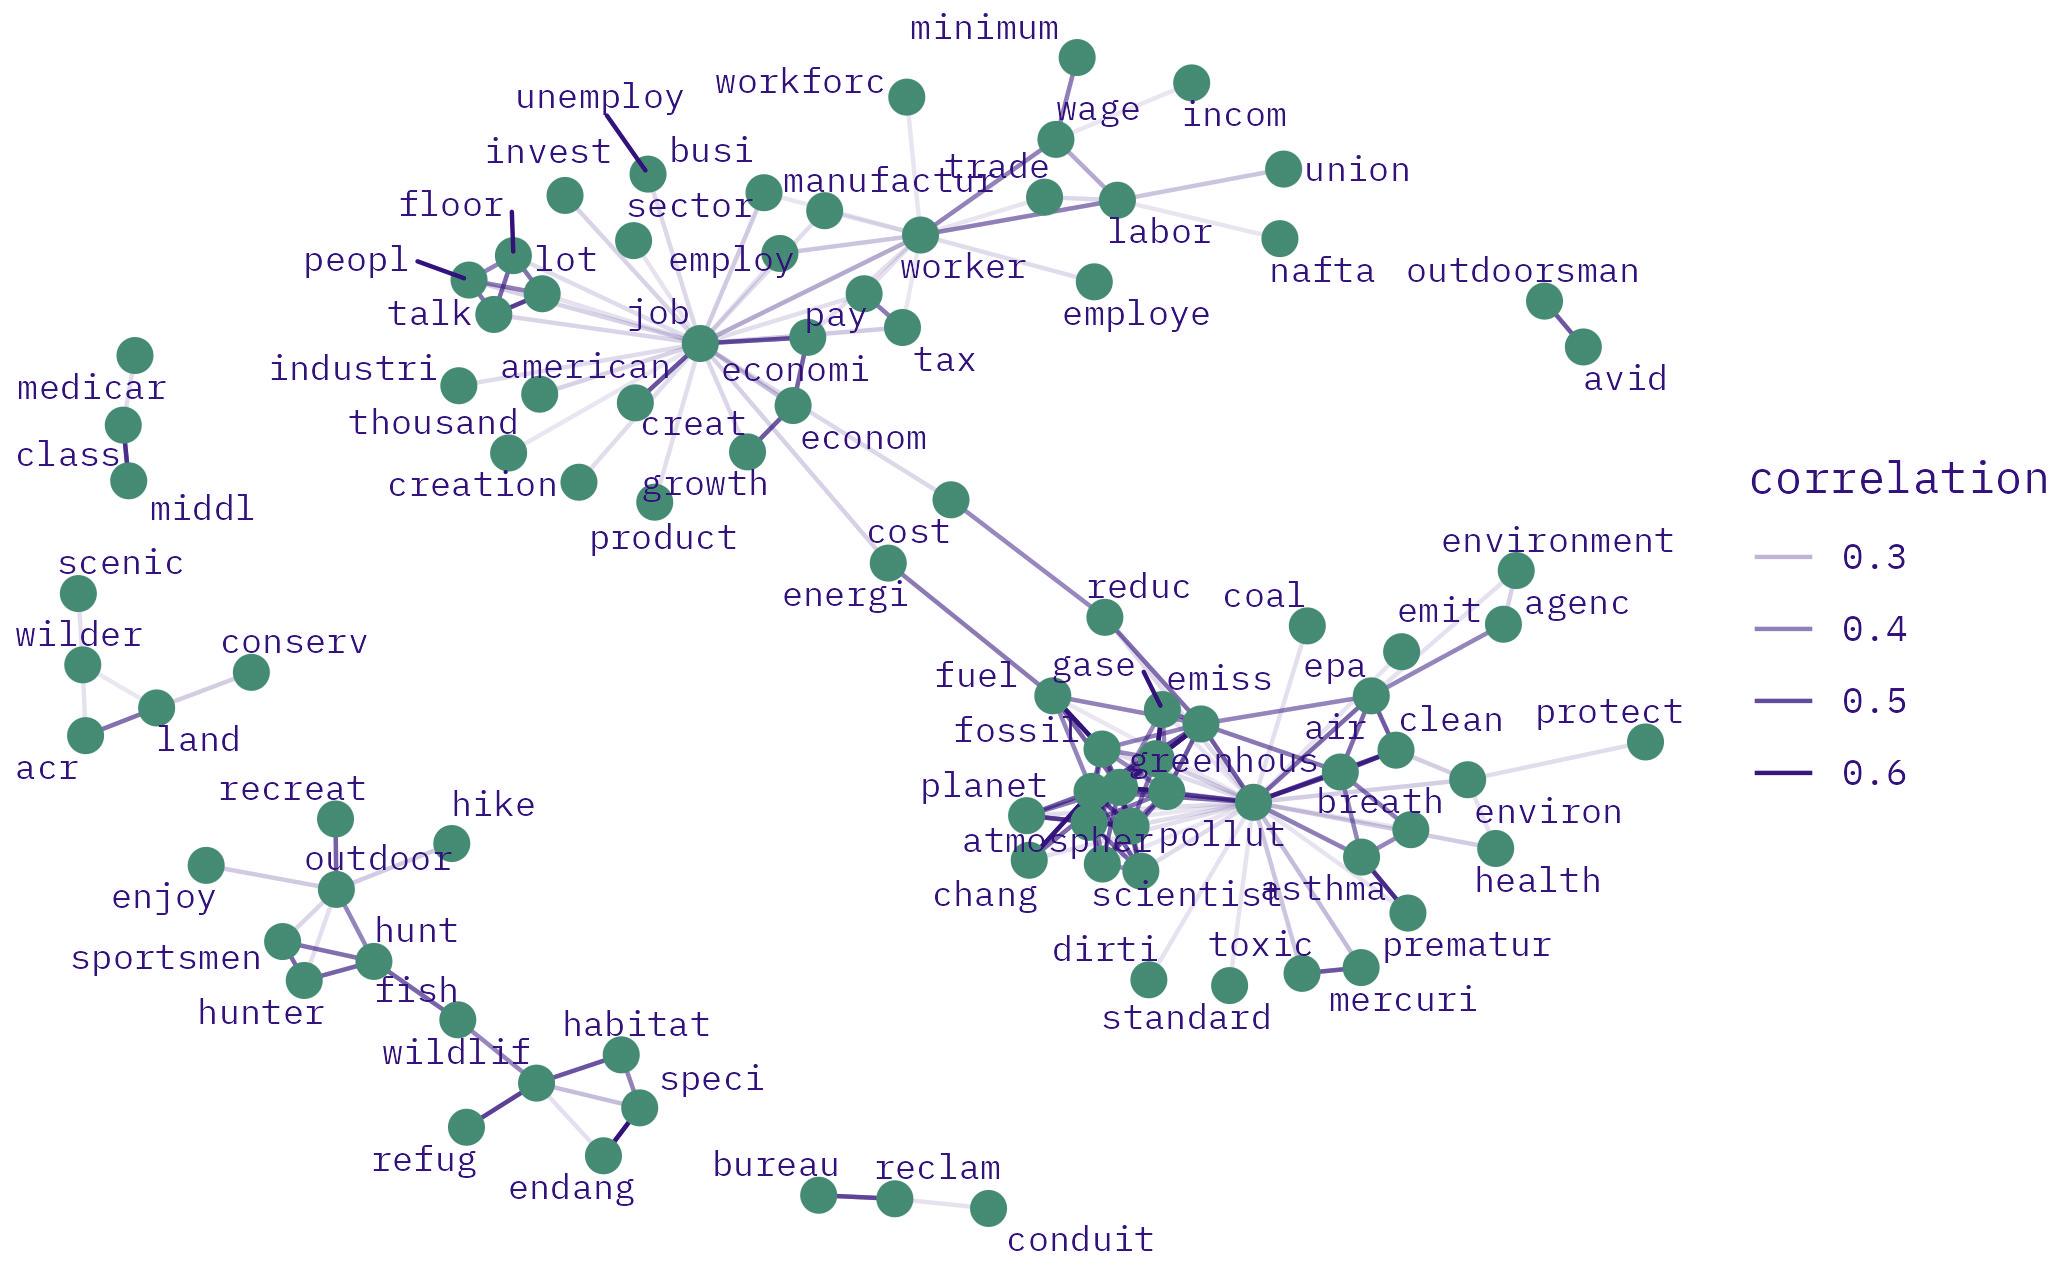 minimum
workforc
unemploy
wage
incom
invest
busi
manufactur
trade
union
floor
sector
labor
peopl
lot
employ
worker
nafta
outdoorsman
talk
job
pay
employe
industri
american
economi
tax
avid
medicar
thousand
creat
econom
class
creation
growth
middl
product
cost
correlation
0.3
0.4
0.5
0.6
scenic
energi
reduc
coal
environment
emit
agenc
wilder
conserv
fuel
gase
emiss
epa
land
fossil
air
clean
protect
acr
recreat
hike
planet
greenhous
breath
environ
outdoor
atmospher
pollut
enjoy
chang
scientist
asthma
health
hunt
sportsmen
dirti
toxic
prematur
fish
hunter
standard
mercuri
habitat
wildlif
speci
refug
endang
bureau
reclam
conduit